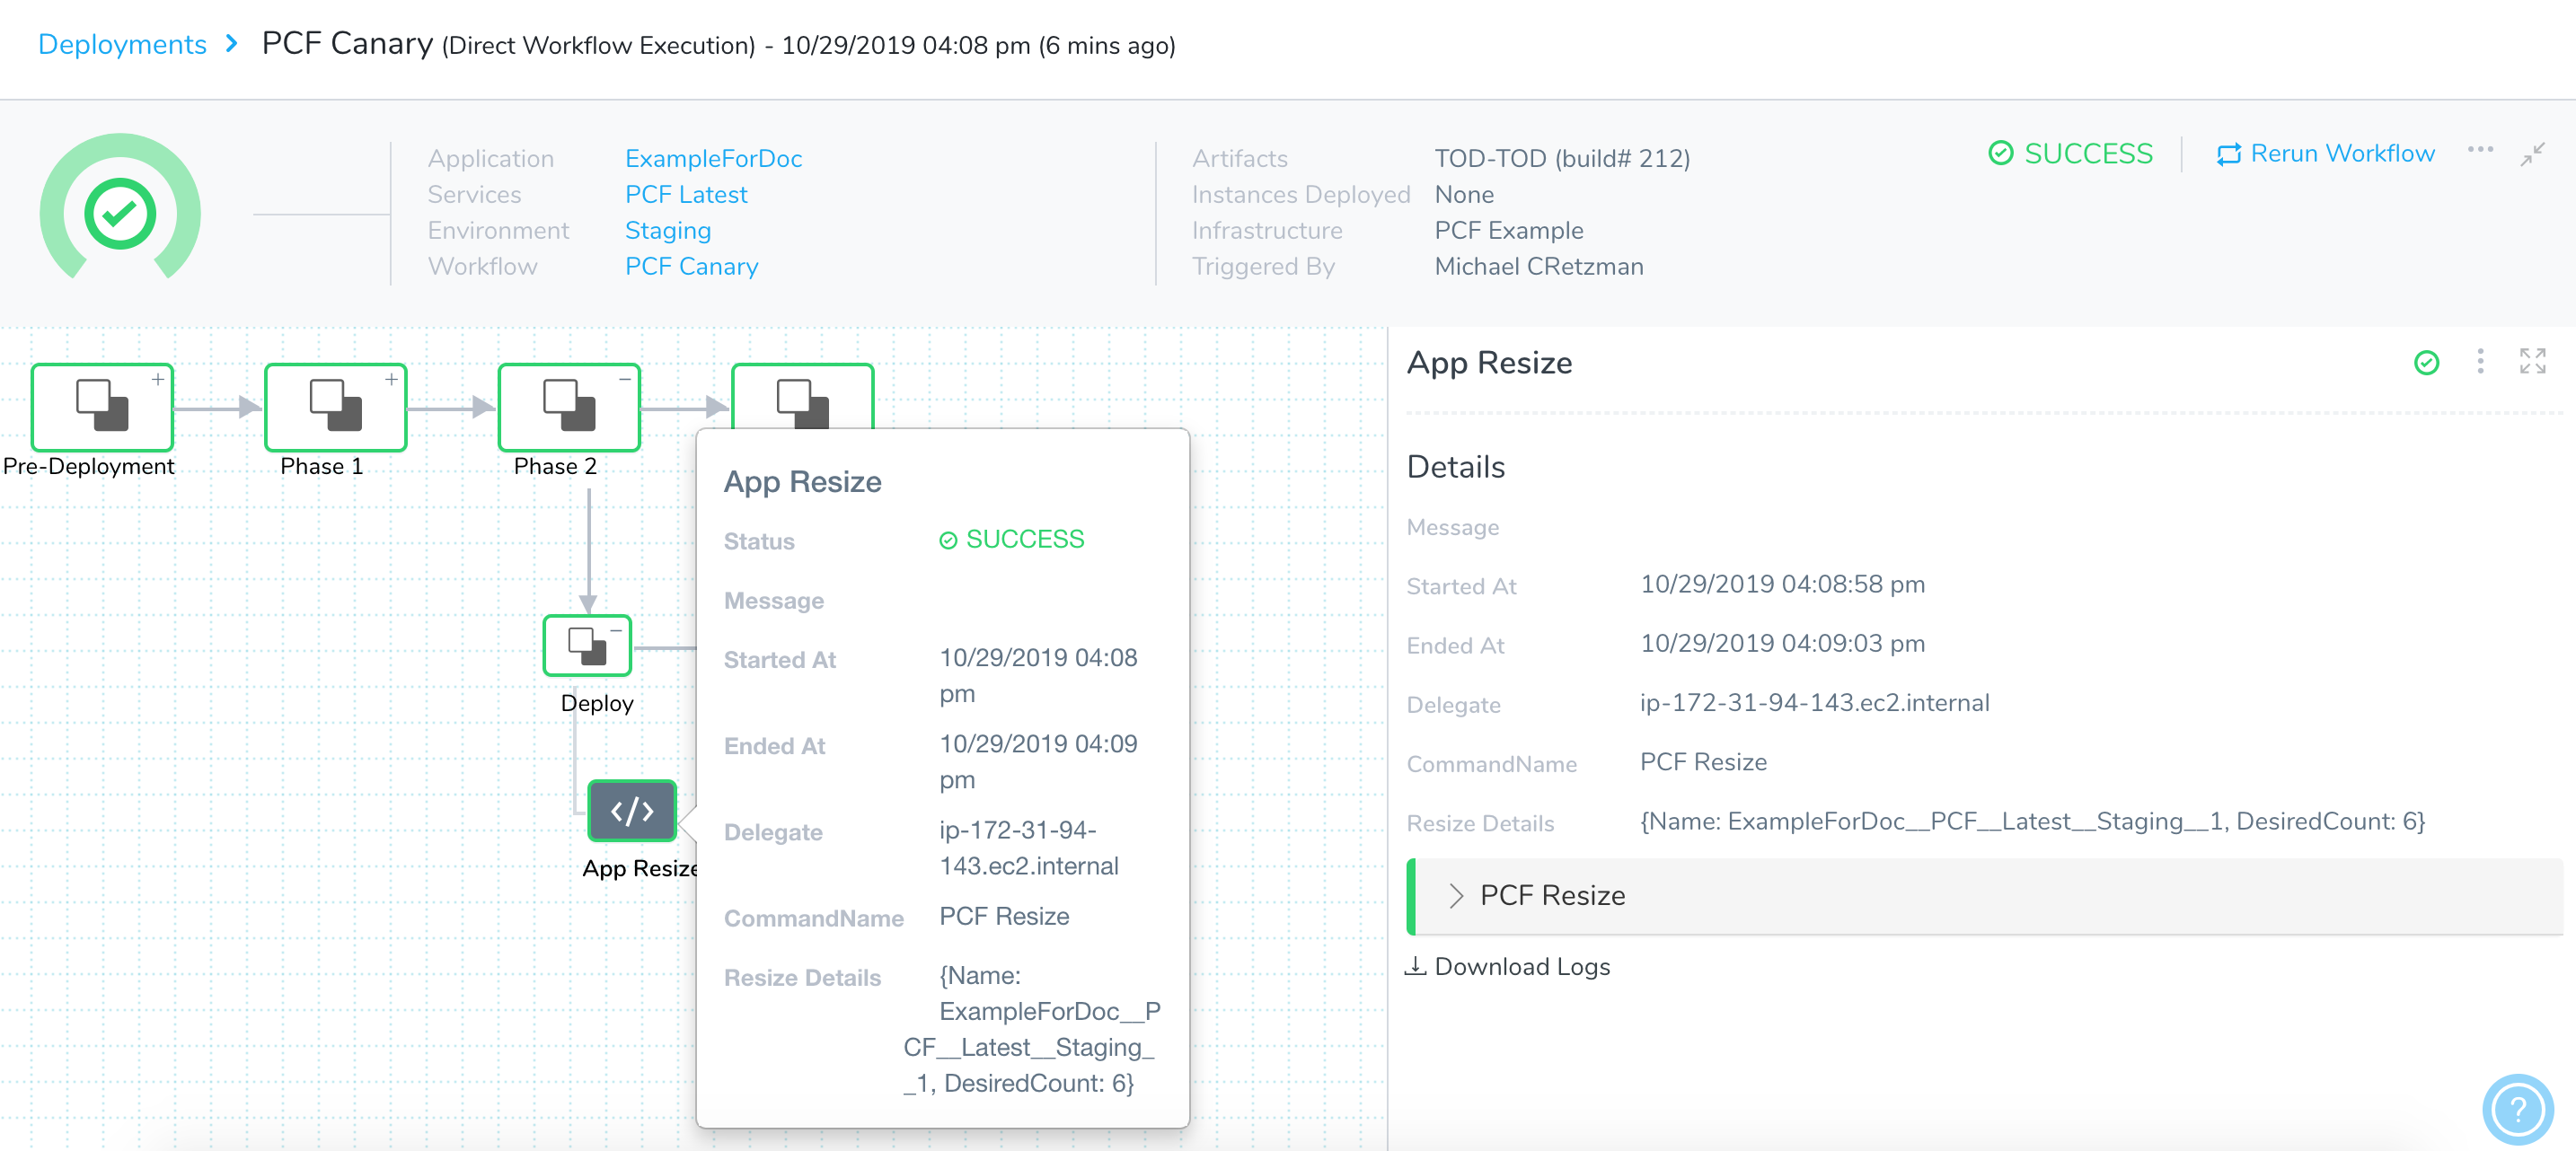 Deployments > PCF Canary (Direct Workflow Execution) - 10/29/2019 04:08 pm (6 mins ago)
Application ExampleForDoc
Services PCF Latest
Environment Staging
Workflow PCF Canary
Artifacts TOD-TOD (build# 212)
Instances Deployed None
Infrastructure PCF Example
Triggered By Michael CRetzman
SUCCESS
Rerun Workflow
Pre-Deployment
Phase 1
Phase 2
Deploy
App Resize
App Resize
Status SUCCESS
Message
Started At 10/29/2019 04:08
pm
Ended At 10/29/2019 04:09
pm
Delegate ip-172-31-94-
143.ec2.internal
CommandName PCF Resize
Resize Details {Name:
ExampleForDoc__P
CF__Latest__Staging_
_1, DesiredCount: 6}
App Resize
Details
Message
Started At 10/29/2019 04:08:58 pm
Ended At 10/29/2019 04:09:03 pm
Delegate ip-172-31-94-143.ec2.internal
CommandName PCF Resize
Resize Details {Name: ExampleForDoc__PCF__Latest__Staging__1, DesiredCount: 6}
PCF Resize
Download Logs
?